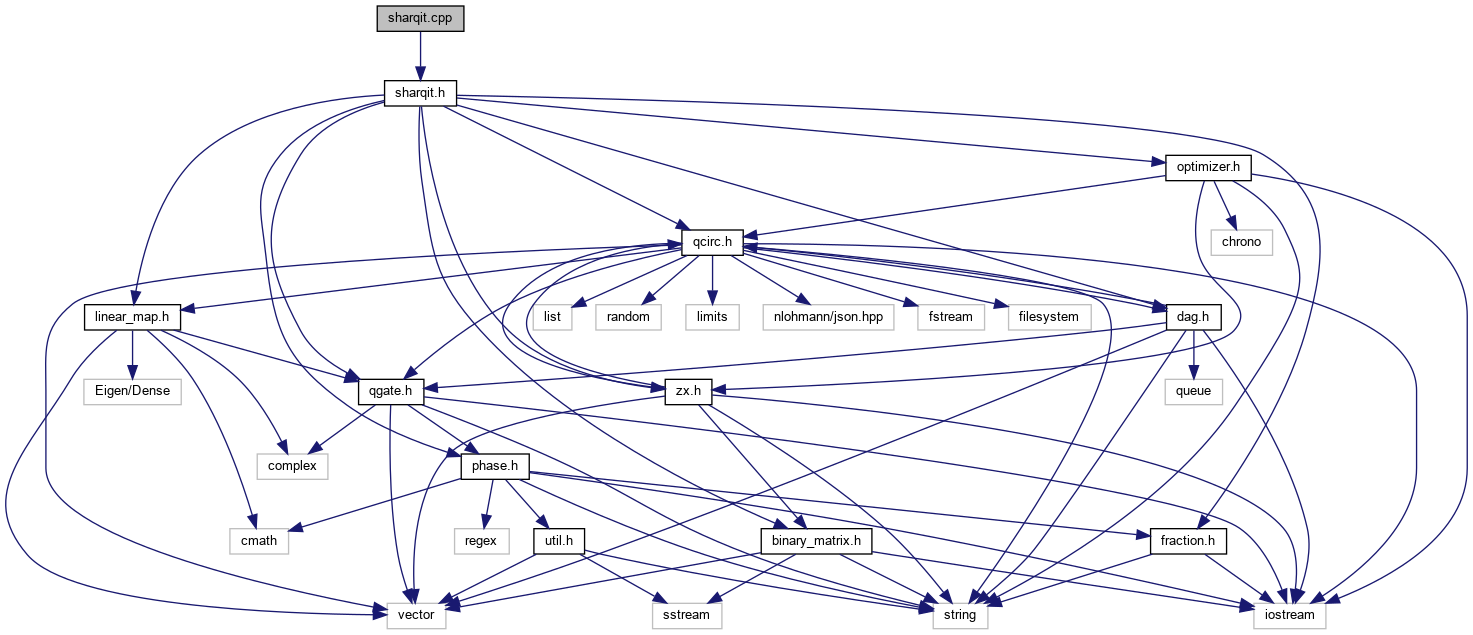 sharqit.cpp
sharqit.h
optimizer.h
qcirc.h
chrono
linear_map.h
list
random
limits
nlohmann/json.hpp
fstream
filesystem
dag.h
Eigen/Dense
qgate.h
zx.h
queue
complex
phase.h
cmath
regex
util.h
binary_matrix.h
fraction.h
vector
sstream
string
iostream